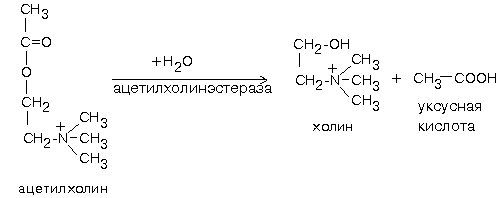 CH₃
C=O
O
CH₂
CH₂-N⁺
CH₃
CH₃
CH₃
ацетилхолин
+H₂O
ацетилхолинэстераза
CH₂-OH
CH₂-N⁺
CH₃
CH₃
CH₃
холин
+
CH₃-COOH
уксусная
кислота